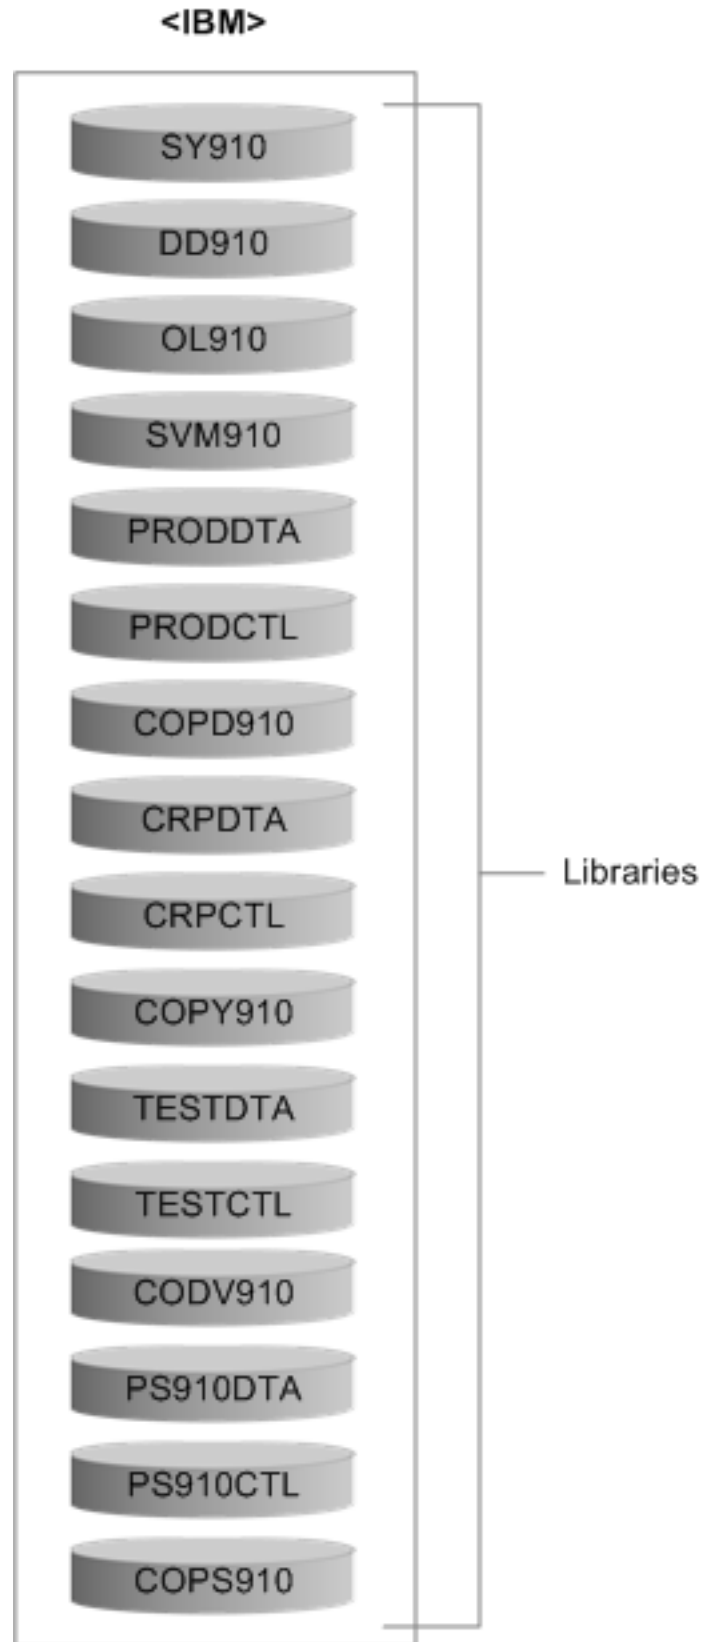 <IBM>
SY910
DD910
OL910
SVM910
PRODDTA
PRODCTL
COPD910
CRPDTA
CRPCTL
COPY910
TESTDTA
TESTCTL
CODV910
PS910DTA
PS910CTL
COPS910
Libraries